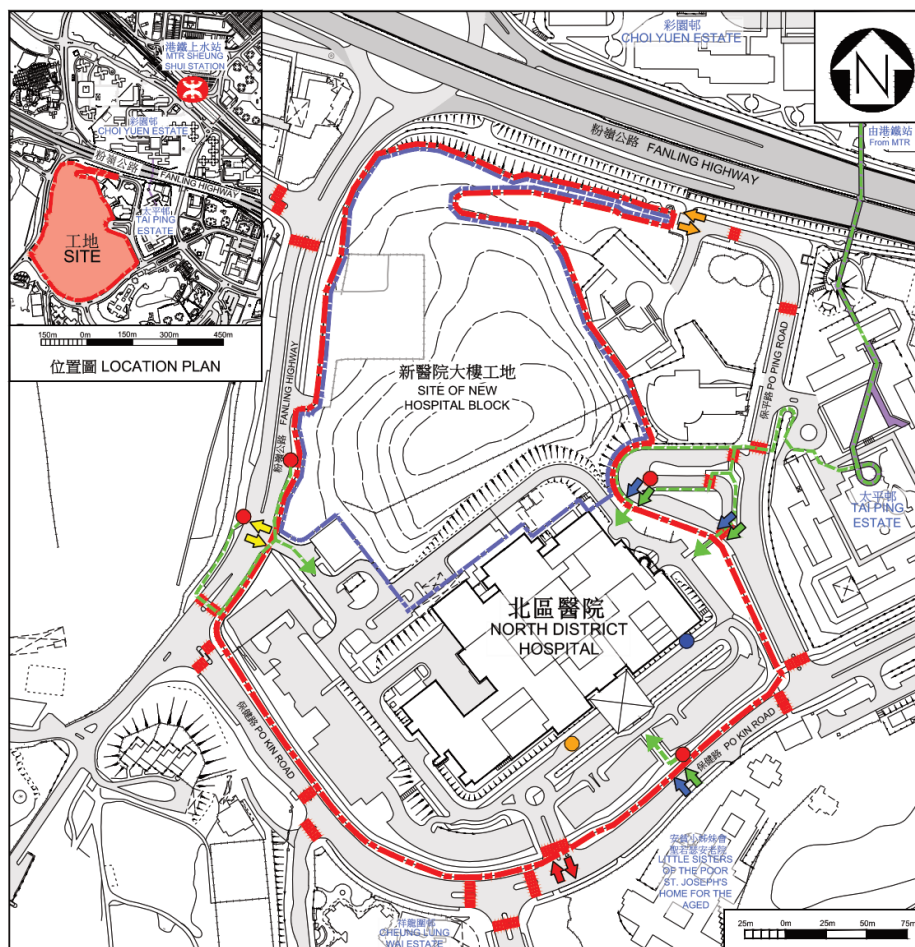 港鐵上水站
MTR SHEUNG
SHUI STATION
彩園邨
CHOI YUEN ESTATE
粉嶺公路
FANLING HIGHWAY
太平邨
TAI PING
ESTATE
工地
SITE
150m 0m 150m 300m 450m
位置圖 LOCATION PLAN
彩園邨
CHOI YUEN ESTATE
N
由港鐵站
From MTR
粉嶺公路 FANLING HIGHWAY
粉嶺公路 FANLING HIGHWAY
新醫院大樓工地
SITE OF NEW
HOSPITAL BLOCK
保平路 PO PING ROAD
太平邨
TAI PING
ESTATE
北區醫院
NORTH DISTRICT
HOSPITAL
保健路 PO KIN ROAD
保健路 PO KIN ROAD
安貧小姊妹會
聖若瑟安老院
LITTLE SISTERS
OF THE POOR
ST. JOSEPH'S
HOME FOR THE
AGED
祥龍圍邨
CHEUNG LUNG
WAI ESTATE
25m 0m 25m 50m 75m